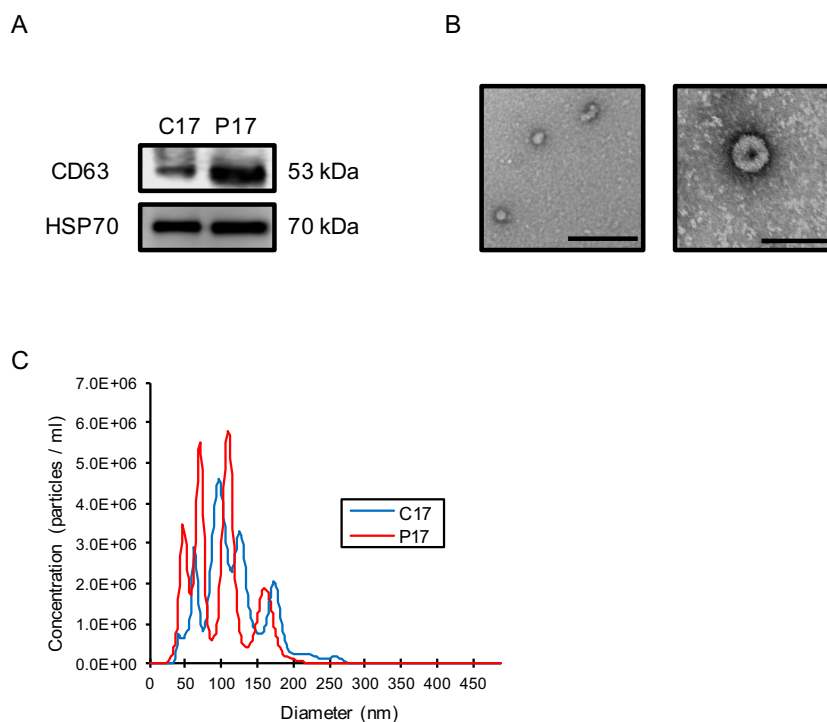 A
B
C17 P17
CD63 53 kDa
HSP70 70 kDa
C
7.0E+06
6.0E+06
5.0E+06
4.0E+06
3.0E+06
2.0E+06
1.0E+06
0.0E+00
Concentration (particles / ml)
C17
P17
0 50 100 150 200 250 300 350 400 450
Diameter (nm)